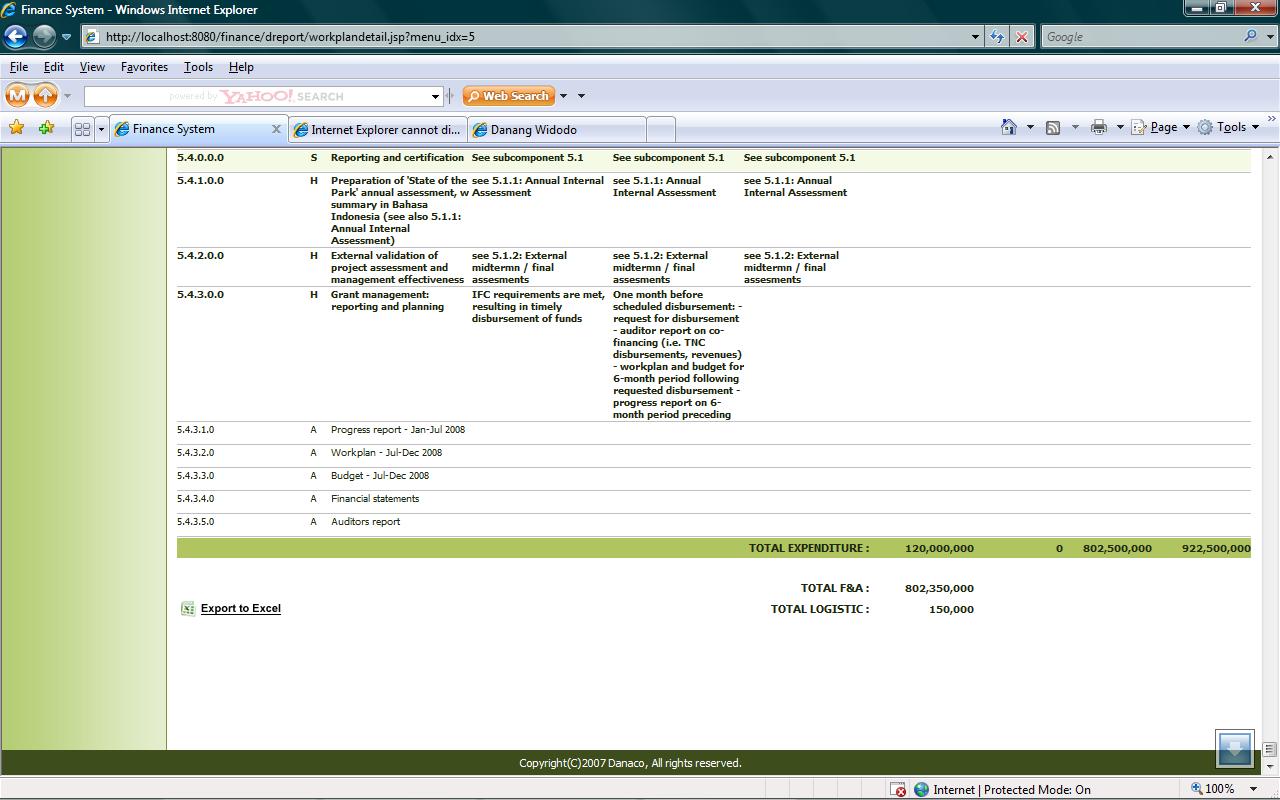 Finance System - Windows Internet Explorer
http://localhost:8080/finance/dreport/workplandetail.jsp?menu_idx=5
Google
File Edit View Favorites Tools Help
M powered by YAHOO! SEARCH Web Search
Finance System Internet Explorer cannot di... Danang Widodo Page Tools
5.4.0.0.0 S Reporting and certification See subcomponent 5.1 See subcomponent 5.1 See subcomponent 5.1
5.4.1.0.0 H Preparation of 'State of the see 5.1.1: Annual Internal see 5.1.1: Annual see 5.1.1: Annual
Park' annual assessment, w Assessment Internal Assessment Internal Assessment
summary in Bahasa
Indonesia (see also 5.1.1:
Annual Internal
Assessment)
5.4.2.0.0 H External validation of see 5.1.2: External see 5.1.2: External see 5.1.2: External
project assessment and midtermn / final midtermn / final midtermn / final
management effectiveness assesments assesments assesments
5.4.3.0.0 H Grant management: IFC requirements are met, One month before
reporting and planning resulting in timely scheduled disbursement: -
disbursement of funds request for disbursement
- auditor report on co-
financing (i.e. TNC
disbursements, revenues)
- workplan and budget for
6-month period following
requested disbursement -
progress report on 6-
month period preceding
5.4.3.1.0 A Progress report - Jan-Jul 2008
5.4.3.2.0 A Workplan - Jul-Dec 2008
5.4.3.3.0 A Budget - Jul-Dec 2008
5.4.3.4.0 A Financial statements
5.4.3.5.0 A Auditors report
TOTAL EXPENDITURE : 120,000,000 0 802,500,000 922,500,000
TOTAL F&A : 802,350,000
Export to Excel TOTAL LOGISTIC : 150,000
Copyright(C)2007 Danaco, All rights reserved.
Internet | Protected Mode: On 100%